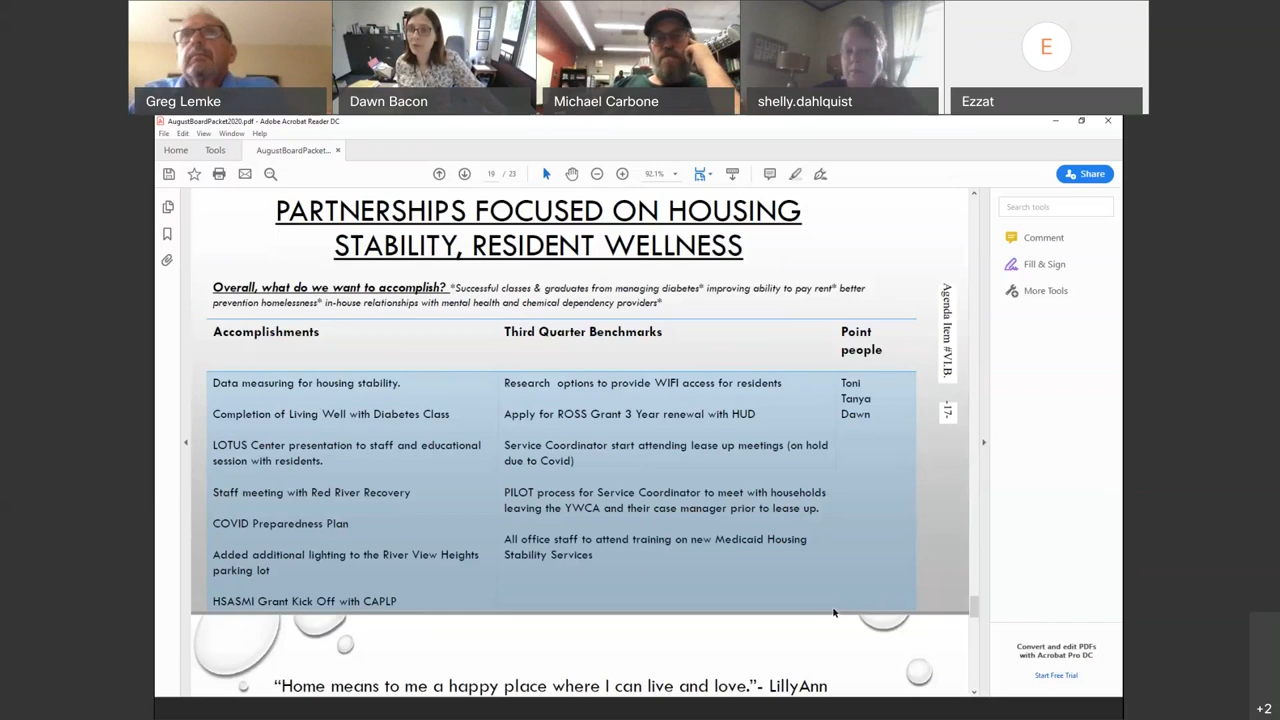 Greg Lemke
Dawn Bacon
Michael Carbone
shelly.dahlquist
E
Ezzat
AugustBoardPacket2020.pdf - Adobe Acrobat Reader DC
File Edit View Window Help
Home Tools AugustBoardPacket... ×
19 / 23 92.1% Share
PARTNERSHIPS FOCUSED ON HOUSING
STABILITY, RESIDENT WELLNESS
Overall, what do we want to accomplish? *Successful classes & graduates from managing diabetes* improving ability to pay rent* better
prevention homelessness* in-house relationships with mental health and chemical dependency providers*
Accomplishments
Data measuring for housing stability.
Completion of Living Well with Diabetes Class
LOTUS Center presentation to staff and educational
session with residents.
Staff meeting with Red River Recovery
COVID Preparedness Plan
Added additional lighting to the River View Heights
parking lot
HSASMI Grant Kick Off with CAPLP
Third Quarter Benchmarks
Research options to provide WIFI access for residents
Apply for ROSS Grant 3 Year renewal with HUD
Service Coordinator start attending lease up meetings (on hold
due to Covid)
PILOT process for Service Coordinator to meet with households
leaving the YWCA and their case manager prior to lease up.
All office staff to attend training on new Medicaid Housing
Stability Services
Point
people
Toni
Tanya
Dawn
Agenda Item #VI.B.
-17-
"Home means to me a happy place where I can live and love."- LillyAnn
Search tools
Comment
Fill & Sign
More Tools
Convert and edit PDFs
with Acrobat Pro DC
Start Free Trial
+2